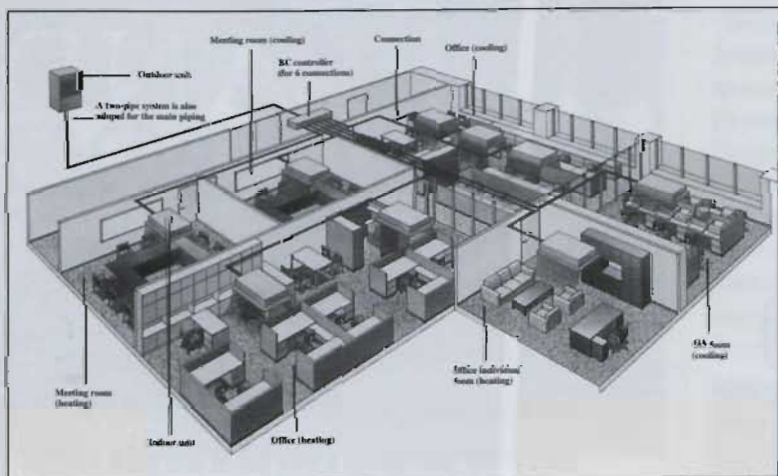 Meeting room (cooling)
Connection
Office (cooling)
BC controller
(for 6 connections)
Outdoor unit
A two-pipe system is also
adopted for the main piping
Meeting room
(heating)
Indoor unit
Office (heating)
Office individual
room (heating)
OA room
(cooling)